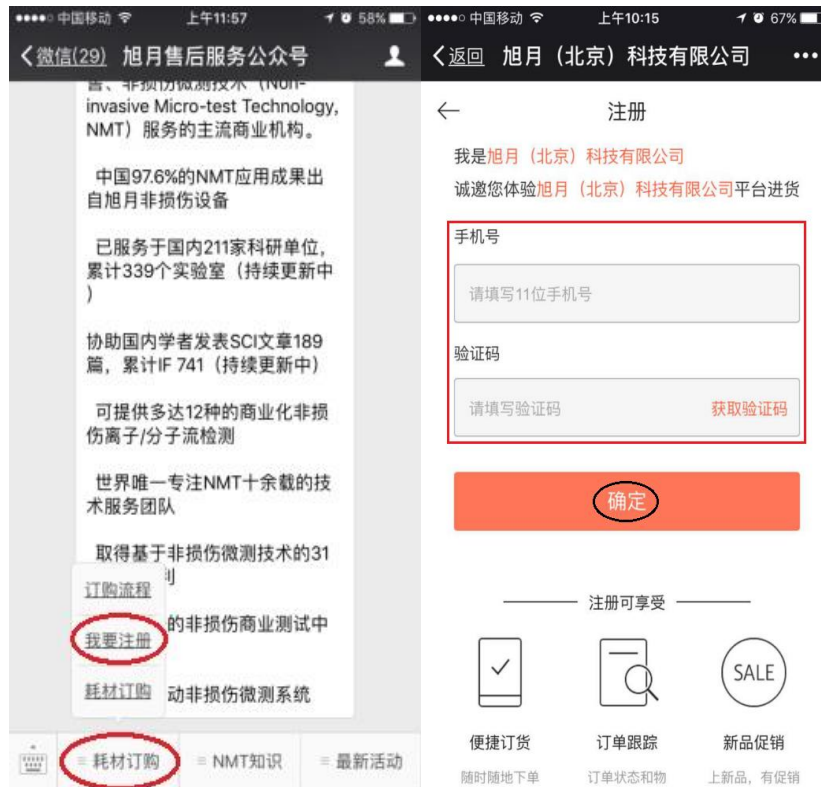 中国移动 上午11:57 58%
微信(29) 旭月售后服务公众号
售、非损伤微测技术（Non-
invasive Micro-test Technology,
NMT）服务的主流商业机构。
中国97.6%的NMT应用成果出
自旭月非损伤设备
已服务于国内211家科研单位，
累计339个实验室（持续更新中
）
协助国内学者发表SCI文章189
篇，累计IF 741（持续更新中）
可提供多达12种的商业化非损
伤离子/分子流检测
世界唯一专注NMT十余载的技
术服务团队
取得基于非损伤微测技术的31
的非损伤商业测试中
动非损伤微测系统
订购流程
我要注册
耗材订购
耗材订购 NMT知识 最新活动
中国移动 上午10:15 67%
返回 旭月（北京）科技有限公司
注册
我是旭月（北京）科技有限公司
诚邀您体验旭月（北京）科技有限公司平台进货
手机号
请填写11位手机号
验证码
请填写验证码 获取验证码
确定
注册可享受
SALE
便捷订货 订单跟踪 新品促销
随时随地下单 订单状态和物 上新品，有促销